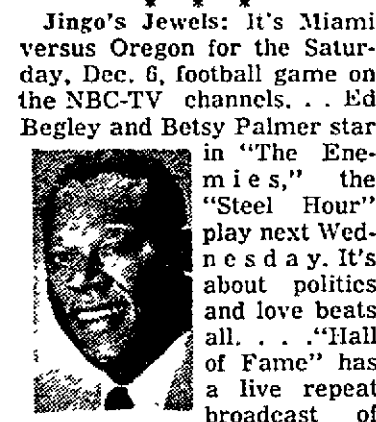 * * *
Jingo's Jewels: It's Miami
versus Oregon for the Satur-
day, Dec. 6, football game on
the NBC-TV channels. . . Ed
Begley and Betsy Palmer star
in "The Ene-
mies," the
"Steel Hour"
play next Wed-
nesday. It's
about politics
and love beats
all. . . ."Hall
of Fame" has
a live repeat
broadcast of